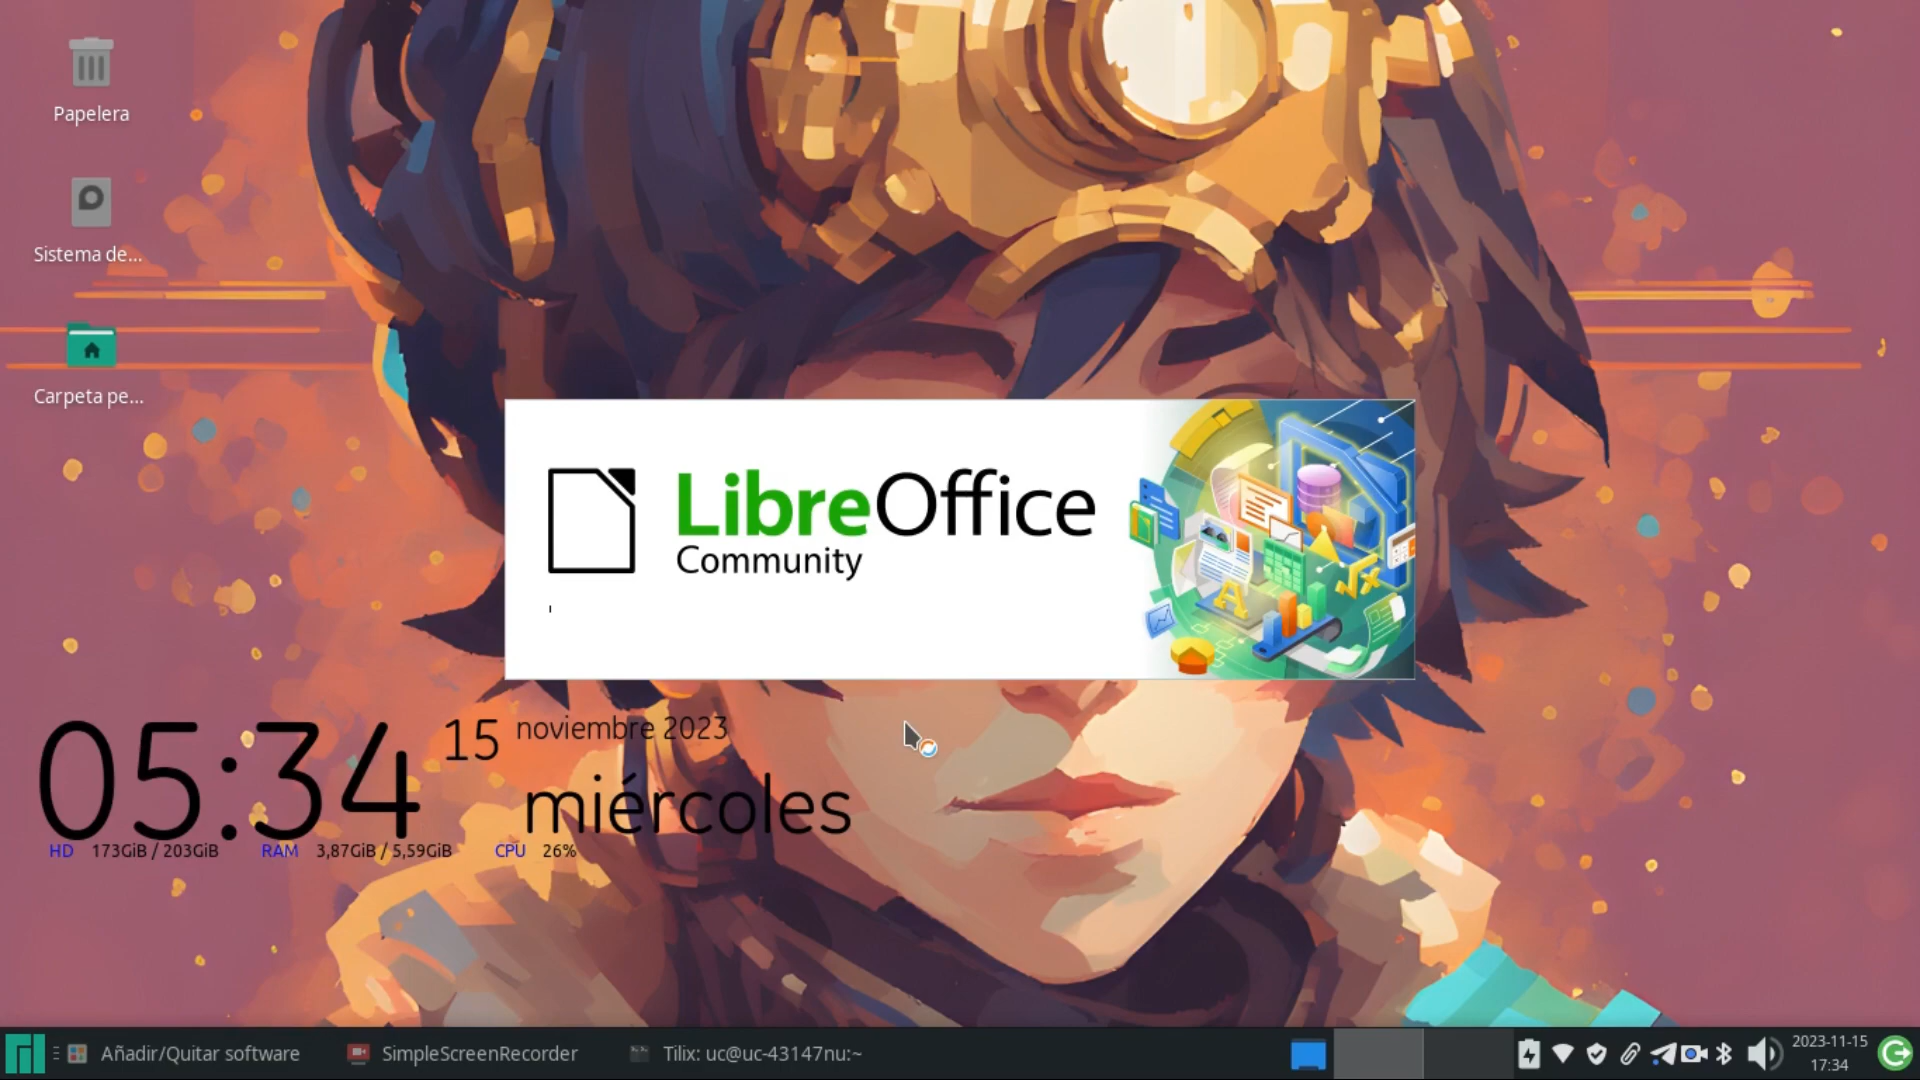 Papelera
Sistema de...
Carpeta pe...
LibreOffice
Community
05:34
15 noviembre 2023
miércoles
HD 173GiB / 203GiB RAM 3,87GiB / 5,59GiB CPU 26%
Añadir/Quitar software SimpleScreenRecorder Tilix: uc@uc-43147nu:~
2023-11-15
17:34